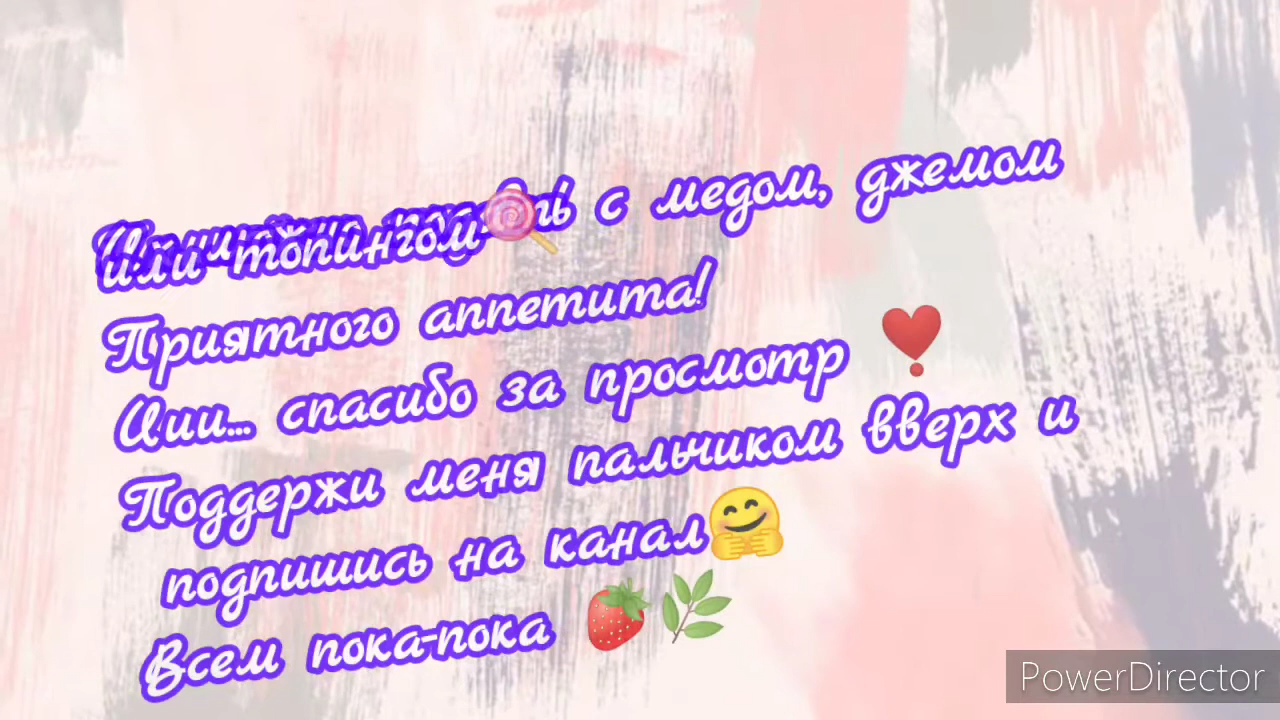 с медом, джемом
или топингом🍭
Приятного аппетита!
Иии... спасибо за просмотр ❣
Поддержи меня пальчиком вверх и
подпишись на канал🤗
Всем пока-пока 🍓🌿
PowerDirector